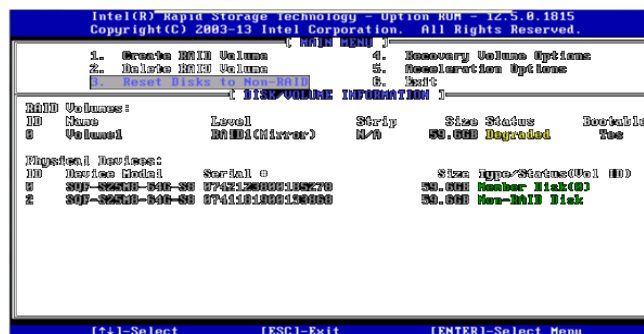 Intel(R) Rapid Storage Technology - Option ROM - 12.5.0.1815
Copyright(C) 2003-13 Intel Corporation. All Rights Reserved.
[ MAIN MENU ]
1. Create RAID Volume 4. Recovery Volume Options
2. Delete RAID Volume 5. Acceleration Options
3. Reset Disks to Non-RAID 6. Exit
[ DISK/VOLUME INFORMATION ]
RAID Volumes:
ID Name Level Strip Size Status Bootable
0 Volume1 RAID1(Mirror) N/A 59.6GB Degraded Yes
Physical Devices:
ID Device Model Serial # Size Type/Status(Vol ID)
0 59.6GB Member Disk(0)
2 59.6GB Non-RAID Disk
[↑↓]-Select [ESC]-Exit [ENTER]-Select Menu